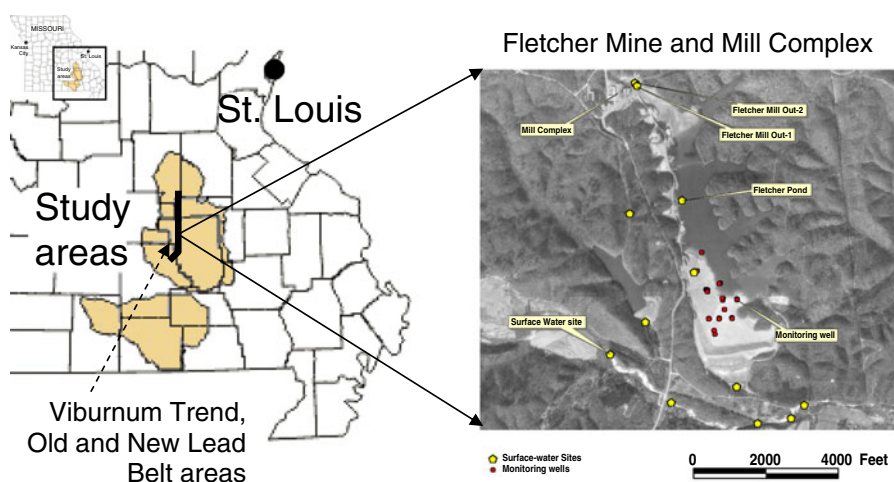 MISSOURI
Kansas
City
St. Louis
Study
areas
St. Louis
Study
areas
Viburnum Trend,
Old and New Lead
Belt areas
Fletcher Mine and Mill Complex
Fletcher Mill Out-2
Mill Complex
Fletcher Mill Out-1
Fletcher Pond
Surface Water site
Monitoring well
Surface-water Sites
Monitoring wells
0 2000 4000 Feet